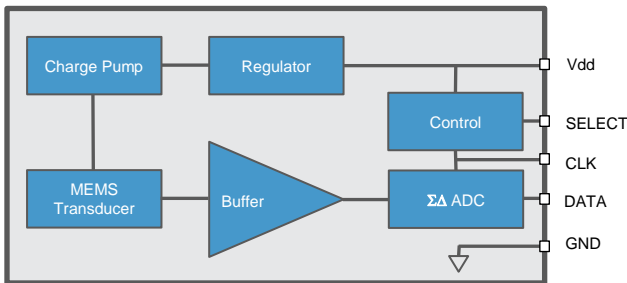 Charge Pump
Regulator
Vdd
Control
SELECT
CLK
MEMS
Transducer
Buffer
ΣΔ ADC
DATA
GND